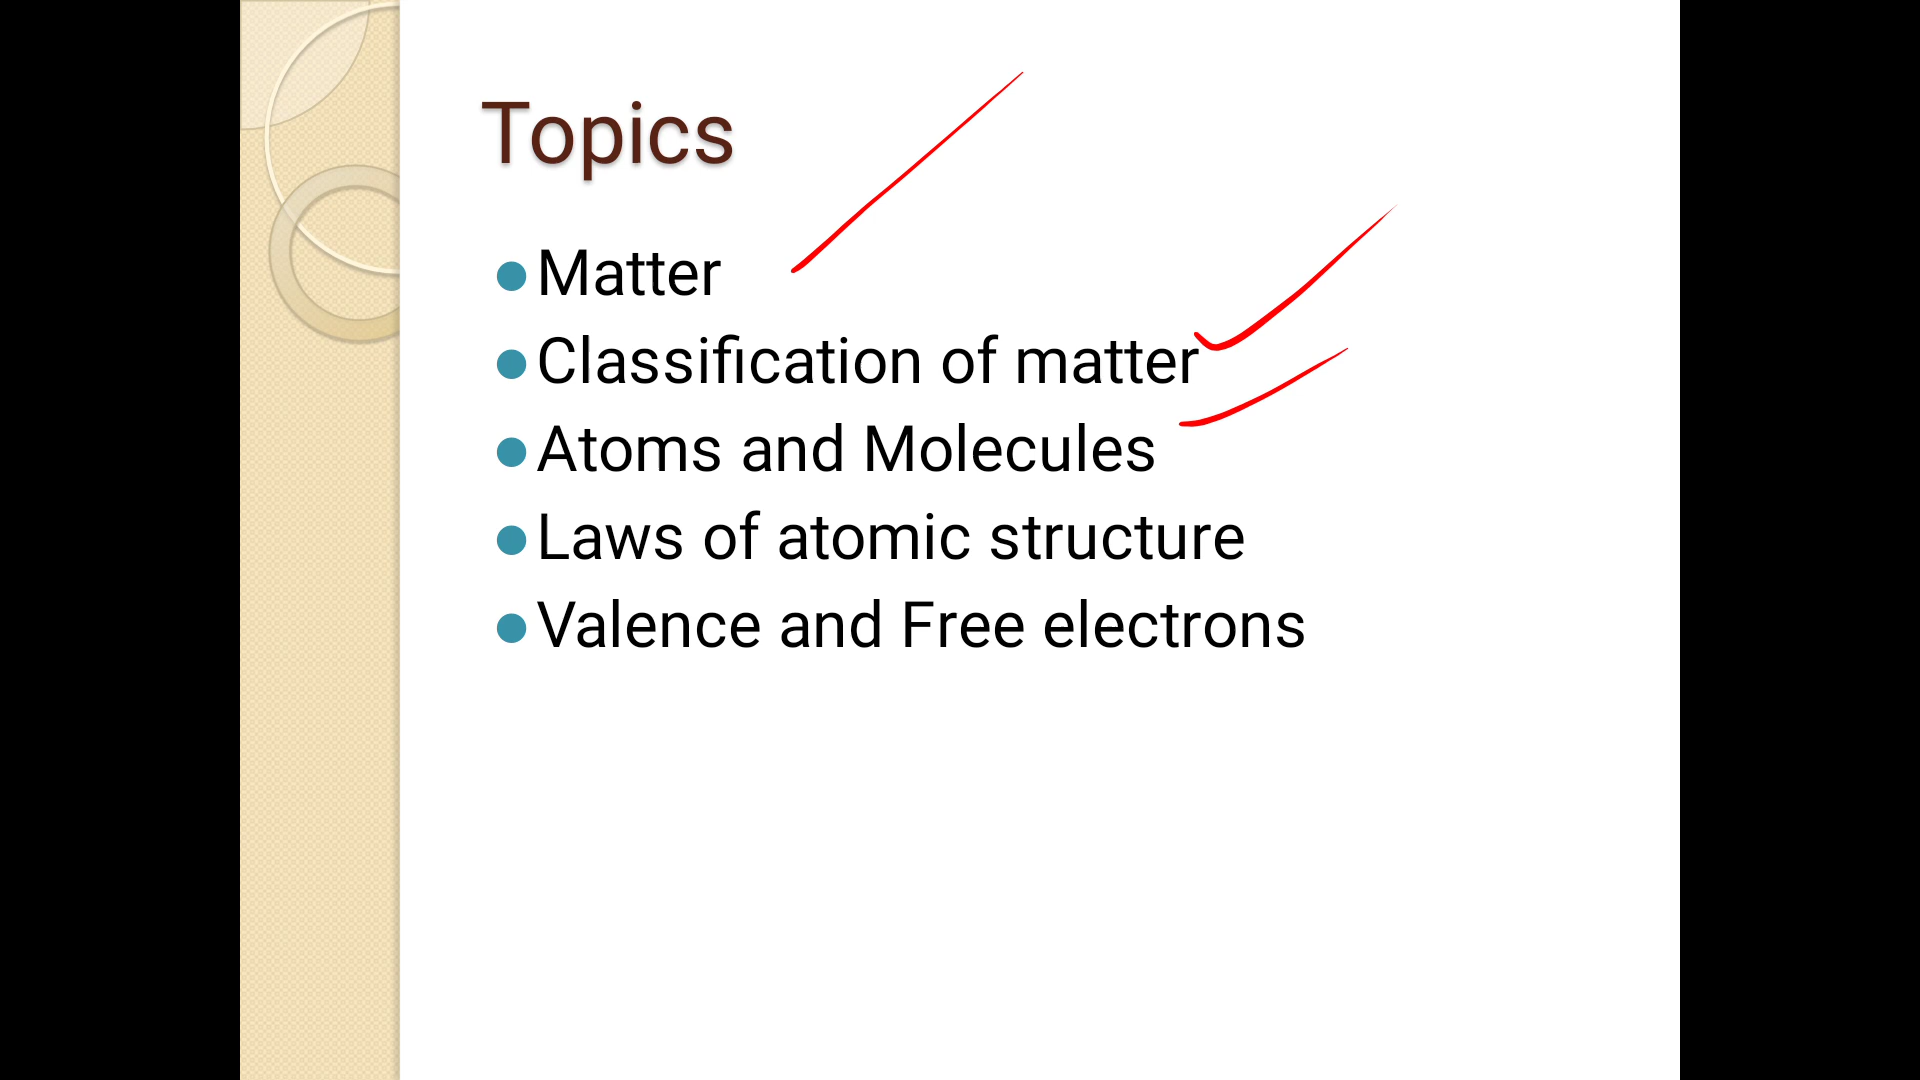 Topics
Matter
Classification of matter
Atoms and Molecules
Laws of atomic structure
Valence and Free electrons